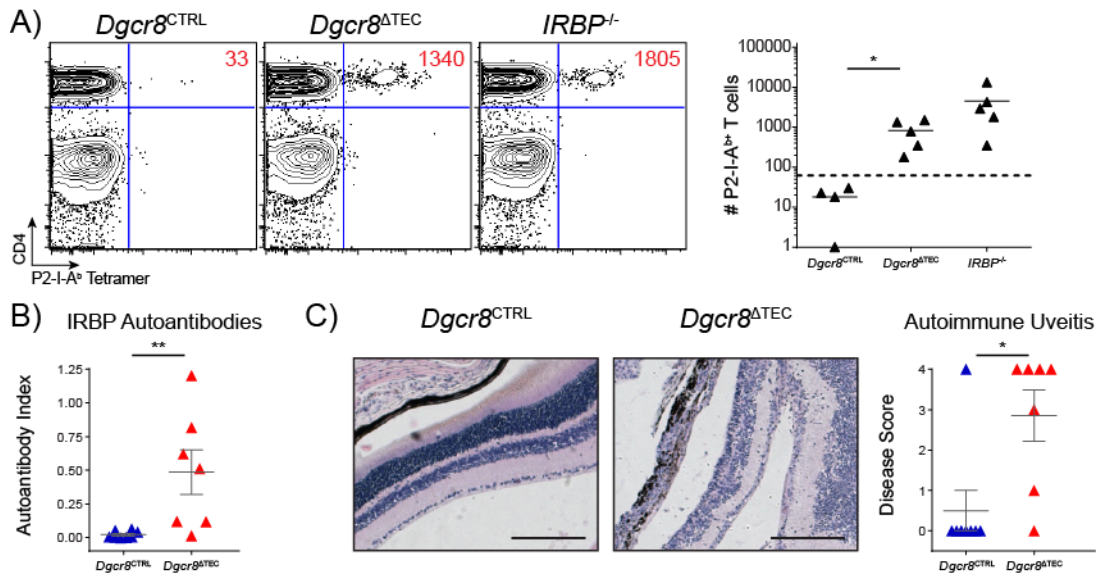 A)
Dgcr8CTRL
Dgcr8ΔTEC
IRBP-/-
33
1340
1805
CD4
P2-I-Ab Tetramer
# P2-I-Ab+ T cells
100000
10000
1000
100
10
1
*
Dgcr8CTRL
Dgcr8ΔTEC
IRBP-/-
B)
IRBP Autoantibodies
**
Autoantibody Index
1.25
1.00
0.75
0.50
0.25
0.00
Dgcr8CTRL
Dgcr8ΔTEC
C)
Dgcr8CTRL
Dgcr8ΔTEC
Autoimmune Uveitis
*
Disease Score
4
3
2
1
0
Dgcr8CTRL
Dgcr8ΔTEC